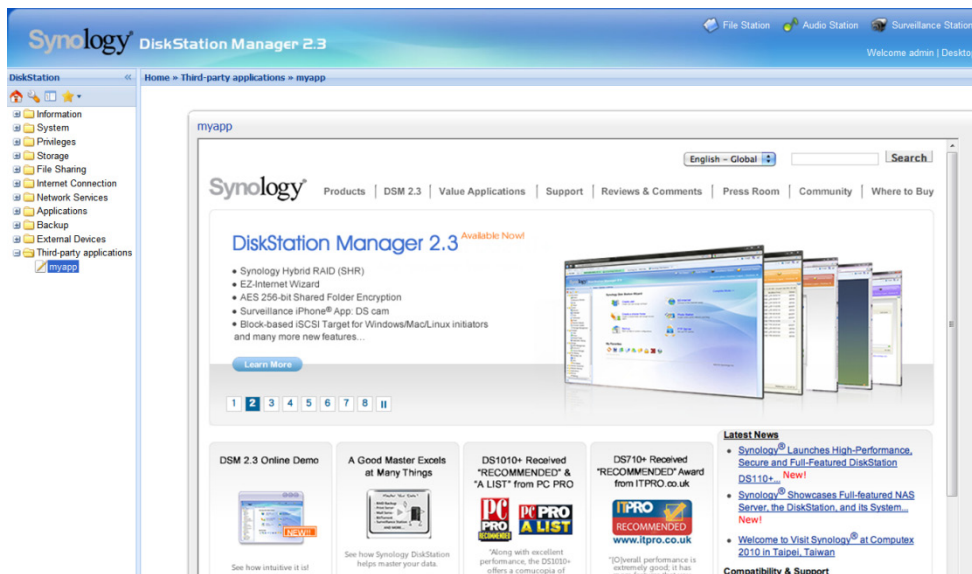 Synology DiskStation Manager 2.3
File Station Audio Station Surveillance Station
Welcome admin | Deskto
DiskStation «
Home » Third-party applications » myapp
Information
System
Privileges
Storage
File Sharing
Internet Connection
Network Services
Applications
Backup
External Devices
Third-party applications
myapp
myapp
English – Global
Search
Synology
Products | DSM 2.3 | Value Applications | Support | Reviews & Comments | Press Room | Community | Where to Buy
DiskStation Manager 2.3 Available Now!
• Synology Hybrid RAID (SHR)
• EZ-Internet Wizard
• AES 256-bit Shared Folder Encryption
• Surveillance iPhone® App: DS cam
• Block-based iSCSI Target for Windows/Mac/Linux initiators
and many more new features...
Learn More
1 2 3 4 5 6 7 8
DSM 2.3 Online Demo
NEW!!
See how intuitive it is!
A Good Master Excels
at Many Things
AND MORE...
See how Synology DiskStation
helps master your data.
DS1010+ Received
"RECOMMENDED" &
"A LIST" from PC PRO
PC PRO RECOMMENDED
PC PRO A LIST
"Along with excellent
performance, the DS1010+
offers a cornucopia of
DS710+ Received
"RECOMMENDED" Award
from ITPRO.co.uk
ITPRO
RECOMMENDED
www.itpro.co.uk
"[O]verall performance is
extremely good; it has
Latest News
• Synology® Launches High-Performance,
Secure and Full-Featured DiskStation
DS110+... New!
• Synology® Showcases Full-featured NAS
Server, the DiskStation, and its System...
New!
• Welcome to Visit Synology® at Computex
2010 in Taipei, Taiwan
Compatibility & Support